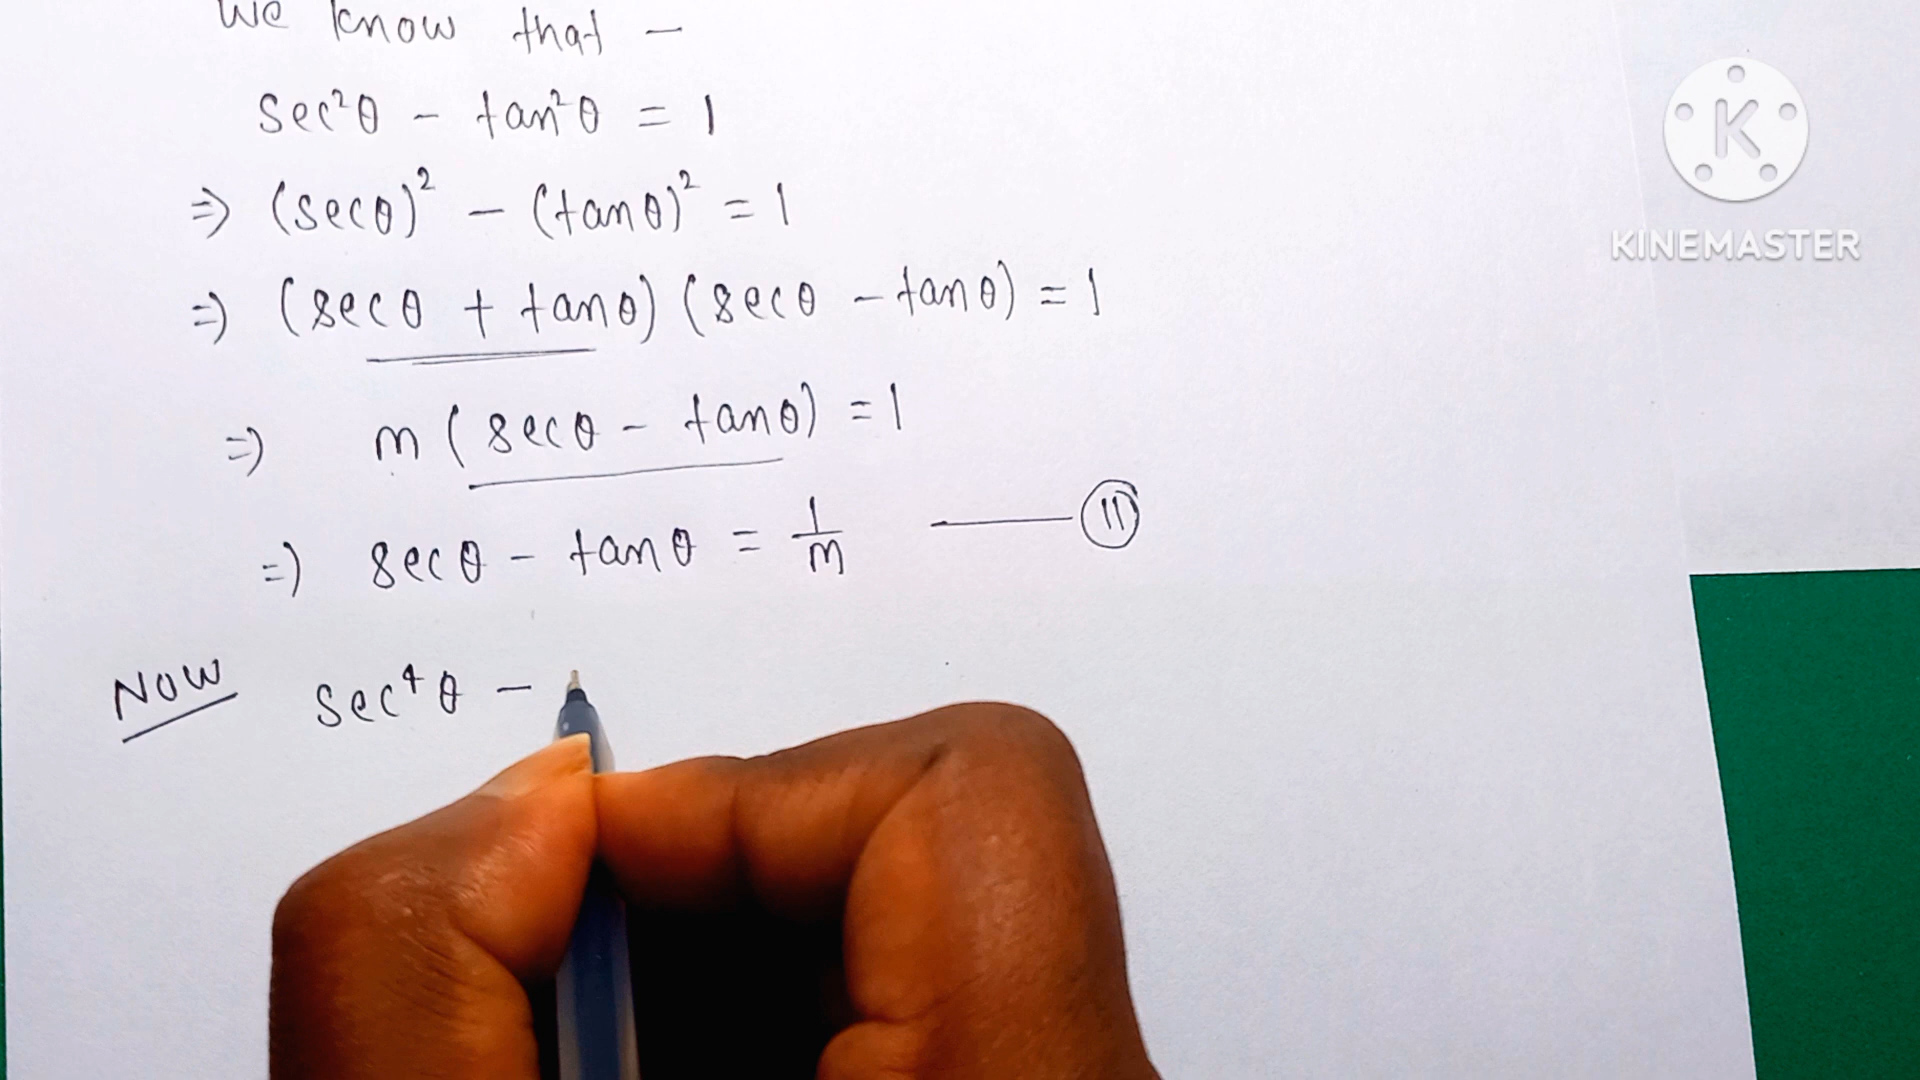 We know that –
sec²θ - tan²θ = 1
⇒ (secθ)² - (tanθ)² = 1
⇒ (secθ + tanθ) (secθ - tanθ) = 1
⇒ m (secθ - tanθ) = 1
⇒ secθ - tanθ = 1/m —— (II)
NOW sec⁴θ -
K
KINEMASTER